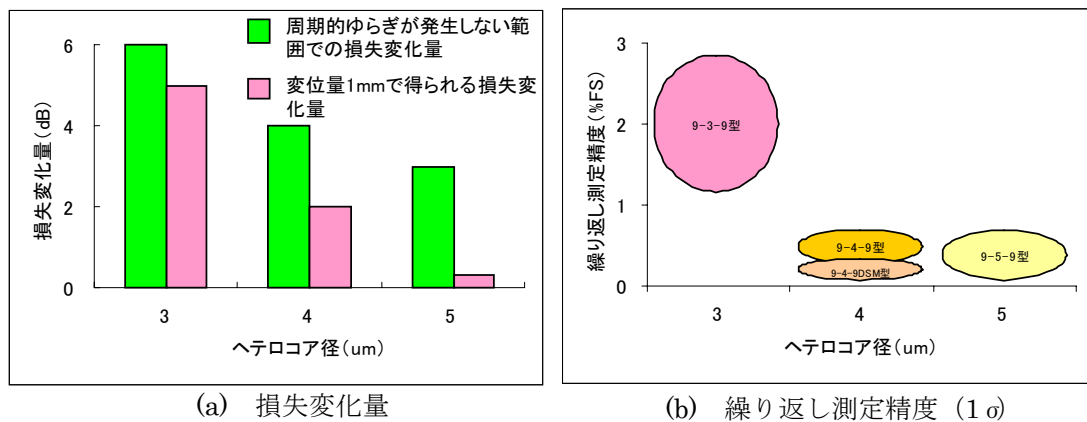 周期的ゆらぎが発生しない範
囲での損失変化量
変位量1mmで得られる損失変
化量
損失変化量(dB)
6
4
2
0
3 4 5
ヘテロコア径(um)
(a) 損失変化量
繰り返し測定精度(%FS)
3
2
1
0
9-3-9型
9-4-9型
9-4-9DSM型
9-5-9型
3 4 5
ヘテロコア径(um)
(b) 繰り返し測定精度（1σ）